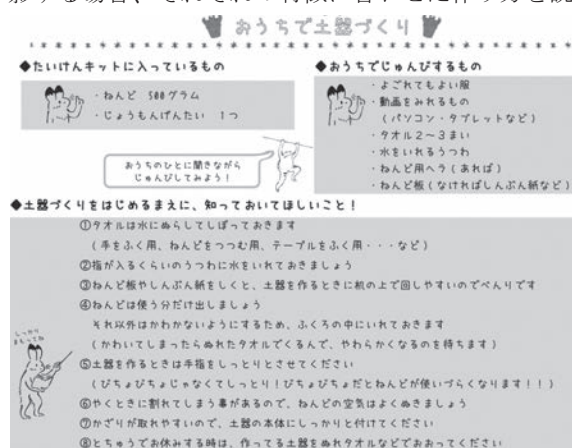 おうちで土器づくり
◆たいけんキットに入っているもの
・ねんど 500グラム
・じょうもんげんたい 1つ
おうちのひとに聞きながら
じゅんびしてみよう!
◆おうちでじゅんびするもの
・よごれてもよい服
・動画をみれるもの
(パソコン・タブレットなど)
・タオル2~3まい
・水をいれるうつわ
・ねんど用ヘラ(あれば)
・ねんど板(なければしんぶん紙など)
◆土器づくりをはじめるまえに、知っておいてほしいこと!
①タオルは水にぬらしてしぼっておきます
(手をふく用、ねんどをつつむ用、テーブルをふく用・・・など)
②指が入るくらいのうつわに水をいれておきましょう
③ねんど板やしんぶん紙をしくと、土器を作るときに机の上で回しやすいのでべんりです
④ねんどは使う分だけ出しましょう
それ以外はかわかないようにするため、ふくろの中にいれておきます
(かわいてしまったらぬれたタオルでくるんで、やわらかくなるのを待ちます)
⑤土器を作るときは手指をしっとりとさせてください
(びちょびちょじゃなくてしっとり!びちょびちょだとねんどが使いづらくなります!!)
⑥やくときに割れてしまう事があるので、ねんどの空気はよくぬきましょう
⑦かざりが取れやすいので、土器の本体にしっかりと付けてください
⑧とちゅうでお休みする時は、作ってる土器をぬれタオルなどでおおってください
しっかり
まもってね